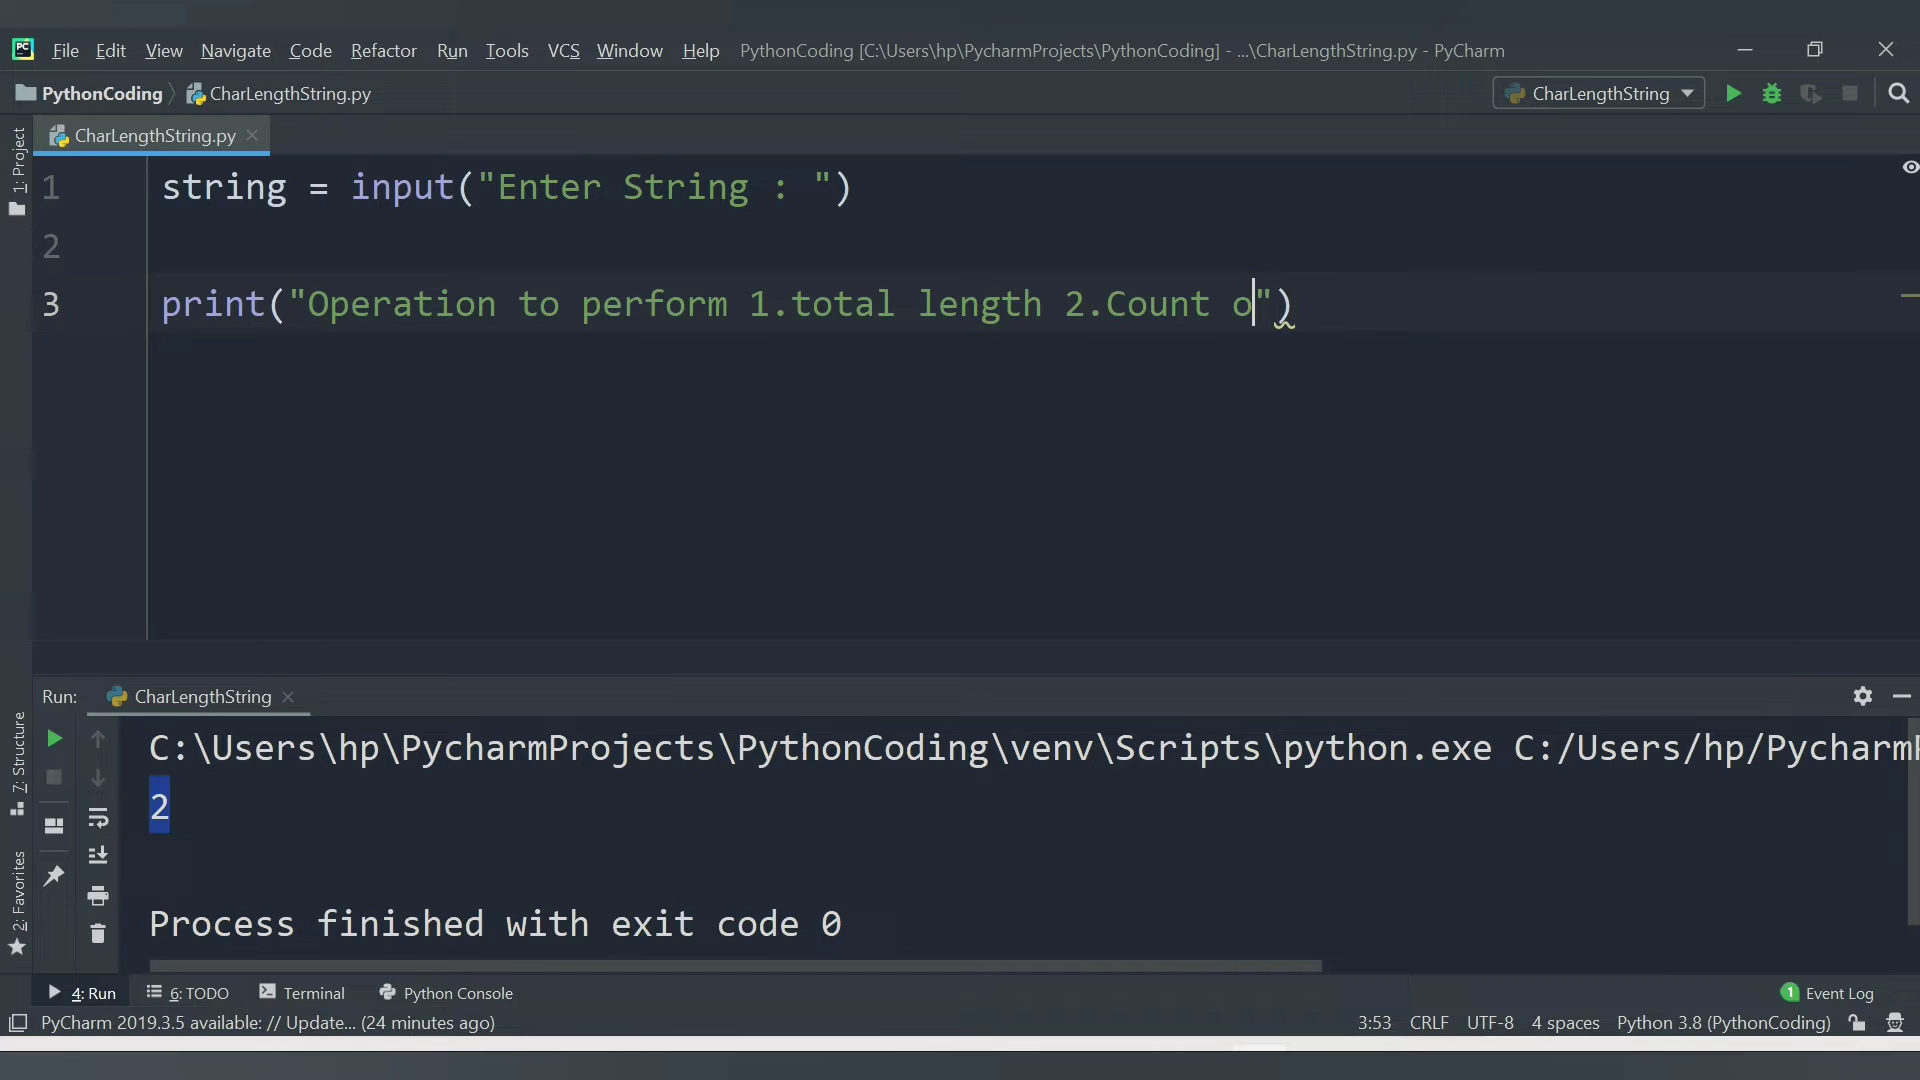 PC File Edit View Navigate Code Refactor Run Tools VCS Window Help PythonCoding [C:\Users\hp\PycharmProjects\PythonCoding] - ...\CharLengthString.py - PyCharm
PythonCoding CharLengthString.py CharLengthString
CharLengthString.py
1: Project
1 string = input("Enter String : ")
2
3 print("Operation to perform 1.total length 2.Count o")
Run: CharLengthString
7: Structure
2: Favorites
C:\Users\hp\PycharmProjects\PythonCoding\venv\Scripts\python.exe C:/Users/hp/Pycharm
2
Process finished with exit code 0
4: Run 6: TODO Terminal Python Console 1 Event Log
PyCharm 2019.3.5 available: // Update... (24 minutes ago) 3:53 CRLF UTF-8 4 spaces Python 3.8 (PythonCoding)